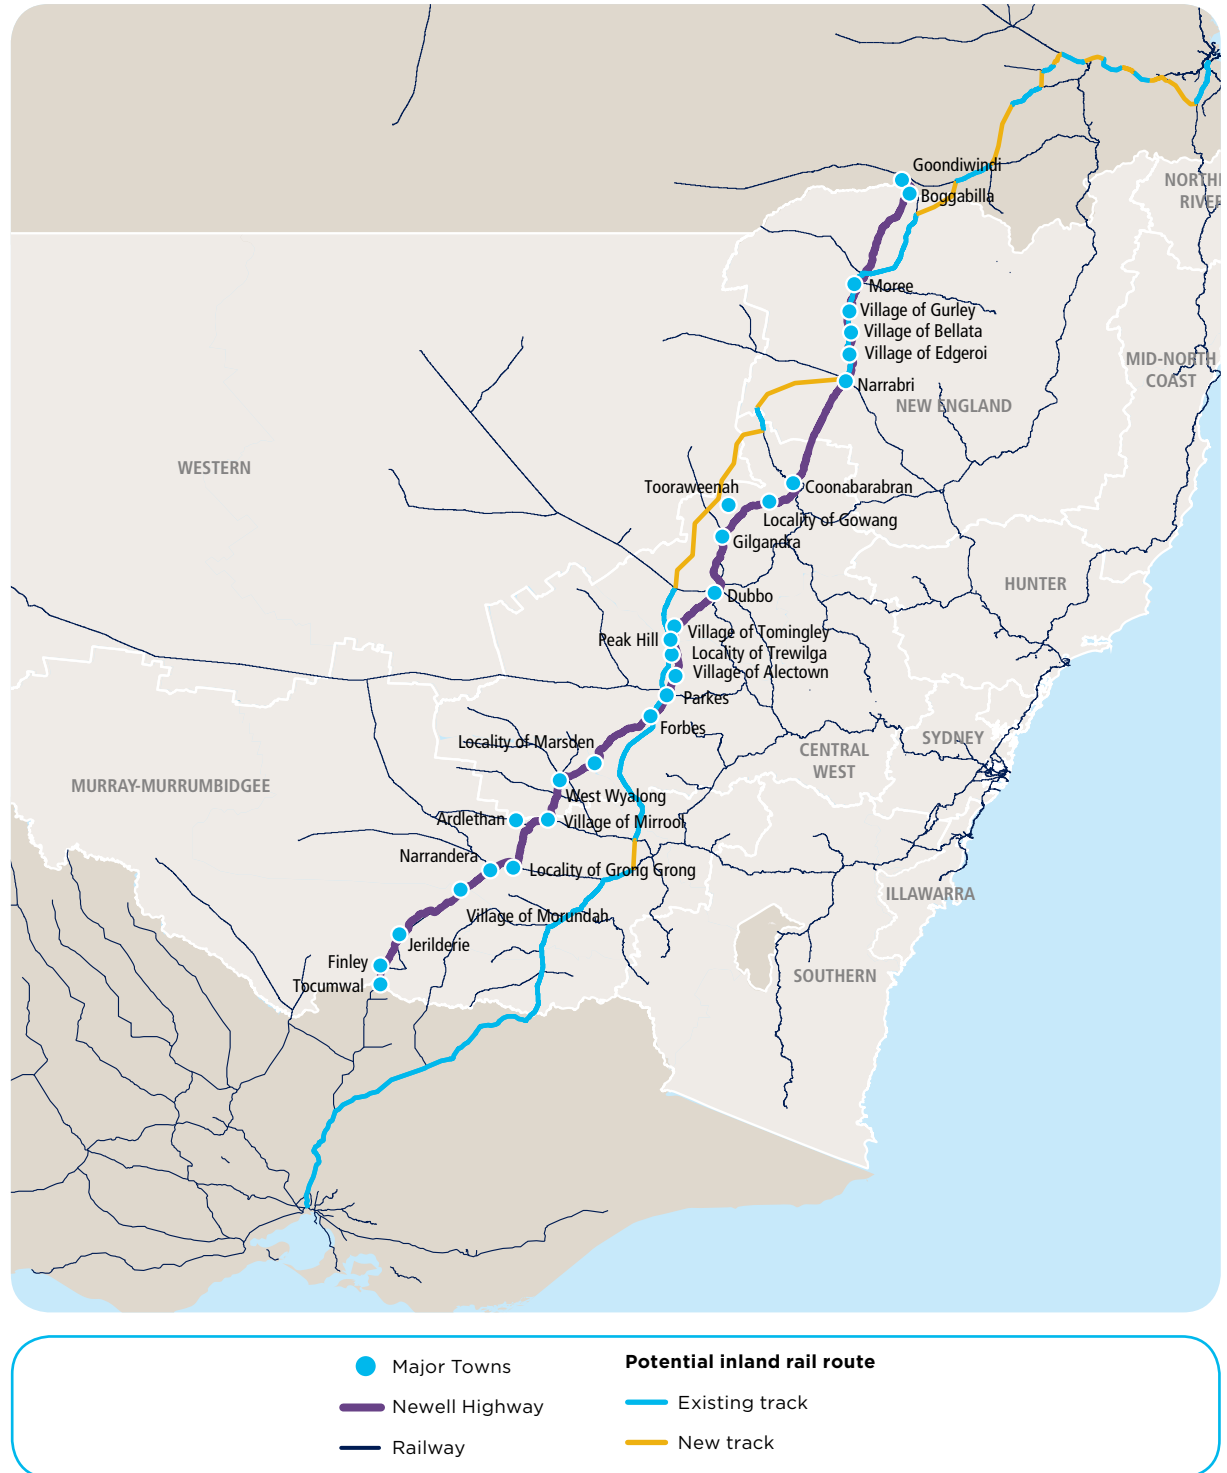 Goondiwindi
NORTHE
RIVER
Boggabilla
Moree
Village of Gurley
Village of Bellata
MID-NORTH
COAST
Village of Edgeroi
Narrabri
NEW ENGLAND
WESTERN
Tooraweenah
Coonabarabran
Locality of Gowang
Gilgandra
HUNTER
Dubbo
Village of Tomingley
Peak Hill
Locality of Trewilga
Village of Alectown
Parkes
Forbes
Locality of Marsden
SYDNEY
CENTRAL
WEST
MURRAY-MURRUMBIDGEE
West Wyalong
Ardlethan
Village of Mirrool
Narrandera
Locality of Grong Grong
ILLAWARRA
Village of Morundah
Jerilderie
Finley
SOUTHERN
Tocumwal
Major Towns
Newell Highway
Railway
Potential inland rail route
Existing track
New track